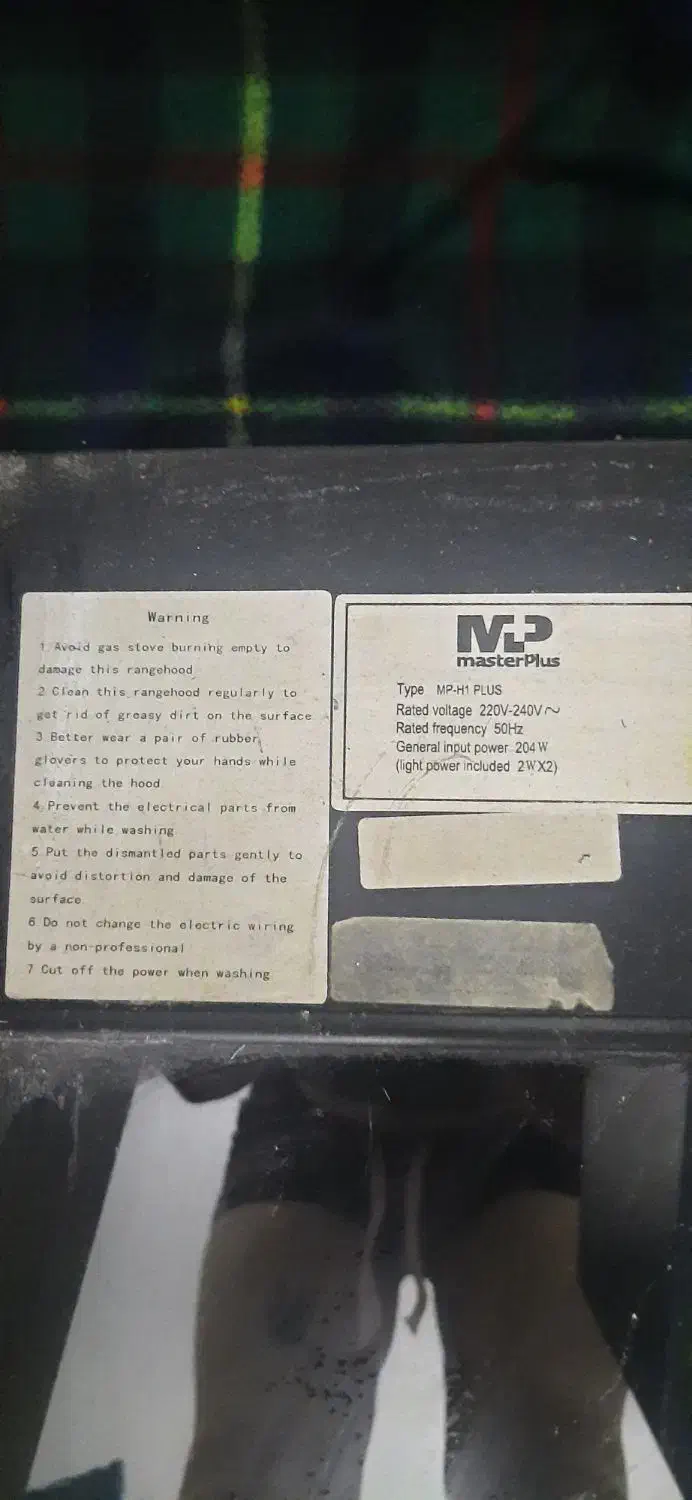 Warning
1 Avoid gas stove burning empty to
damage this rangehood
2 Clean this rangehood regularly to
get rid of greasy dirt on the surface
3 Better wear a pair of rubber
glovers to protect your hands while
cleaning the hood
4 Prevent the electrical parts from
water while washing
5 Put the dismantled parts gently to
avoid distortion and damage of the
surface
6 Do not change the electric wiring
by a non-professional
7 Cut off the power when washing
MP
masterPlus
Type MP-H1 PLUS
Rated voltage 220V-240V~
Rated frequency 50Hz
General input power 204W
(light power included 2WX2)